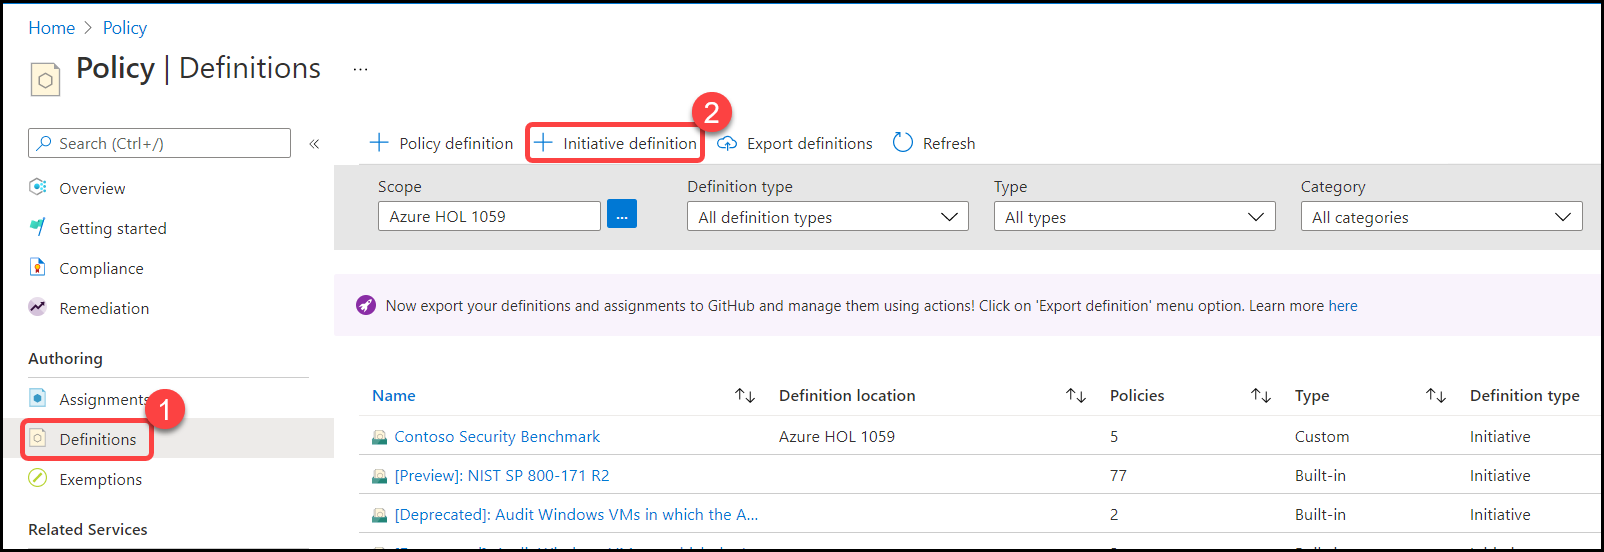 Home > Policy
Policy | Definitions ...
Search (Ctrl+/) «
Overview
Getting started
Compliance
Remediation
Authoring
Assignments
1
Definitions
Exemptions
Related Services
2
+ Policy definition + Initiative definition Export definitions Refresh
Scope Definition type Type Category
Azure HOL 1059 ... All definition types All types All categories
Now export your definitions and assignments to GitHub and manage them using actions! Click on 'Export definition' menu option. Learn more here
Name Definition location Policies Type Definition type
Contoso Security Benchmark Azure HOL 1059 5 Custom Initiative
[Preview]: NIST SP 800-171 R2 77 Built-in Initiative
[Deprecated]: Audit Windows VMs in which the A... 2 Built-in Initiative